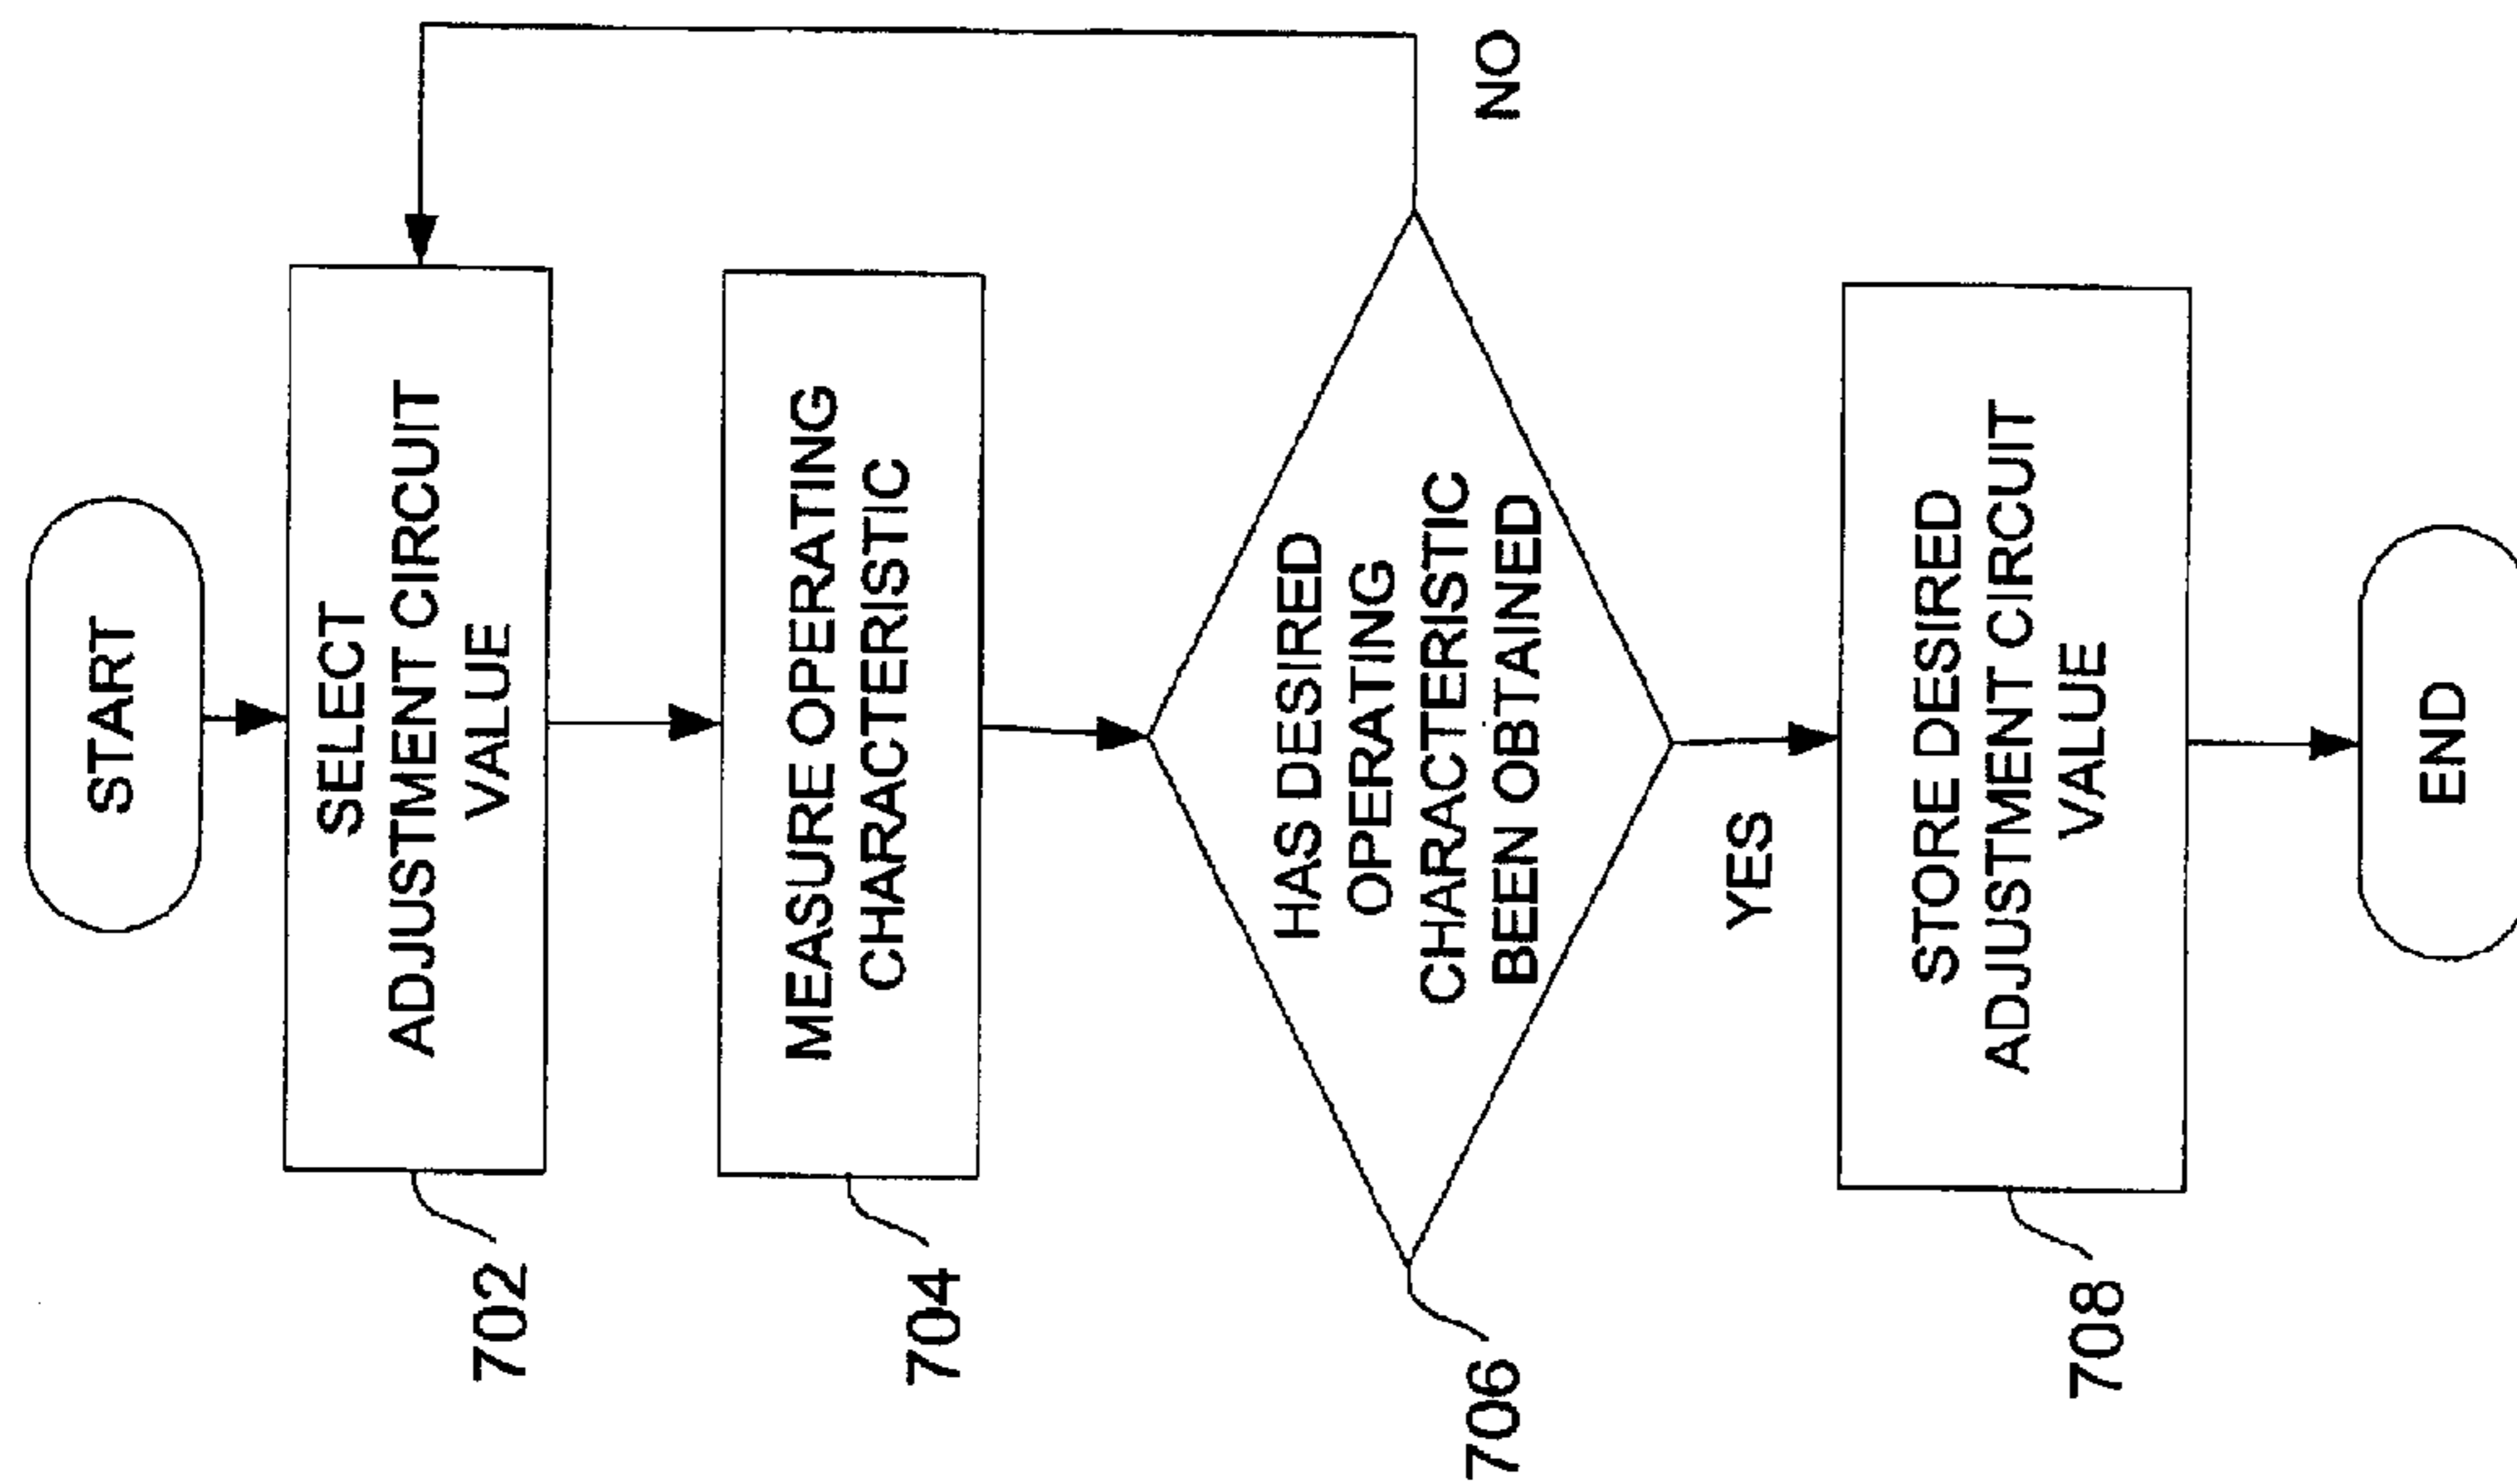 START
SELECT
ADJUSTMENT CIRCUIT
VALUE
702
MEASURE OPERATING
CHARACTERISTIC
704
HAS DESIRED
OPERATING
CHARACTERISTIC
BEEN OBTAINED
706
NO
YES
STORE DESIRED
ADJUSTMENT CIRCUIT
VALUE
708
END